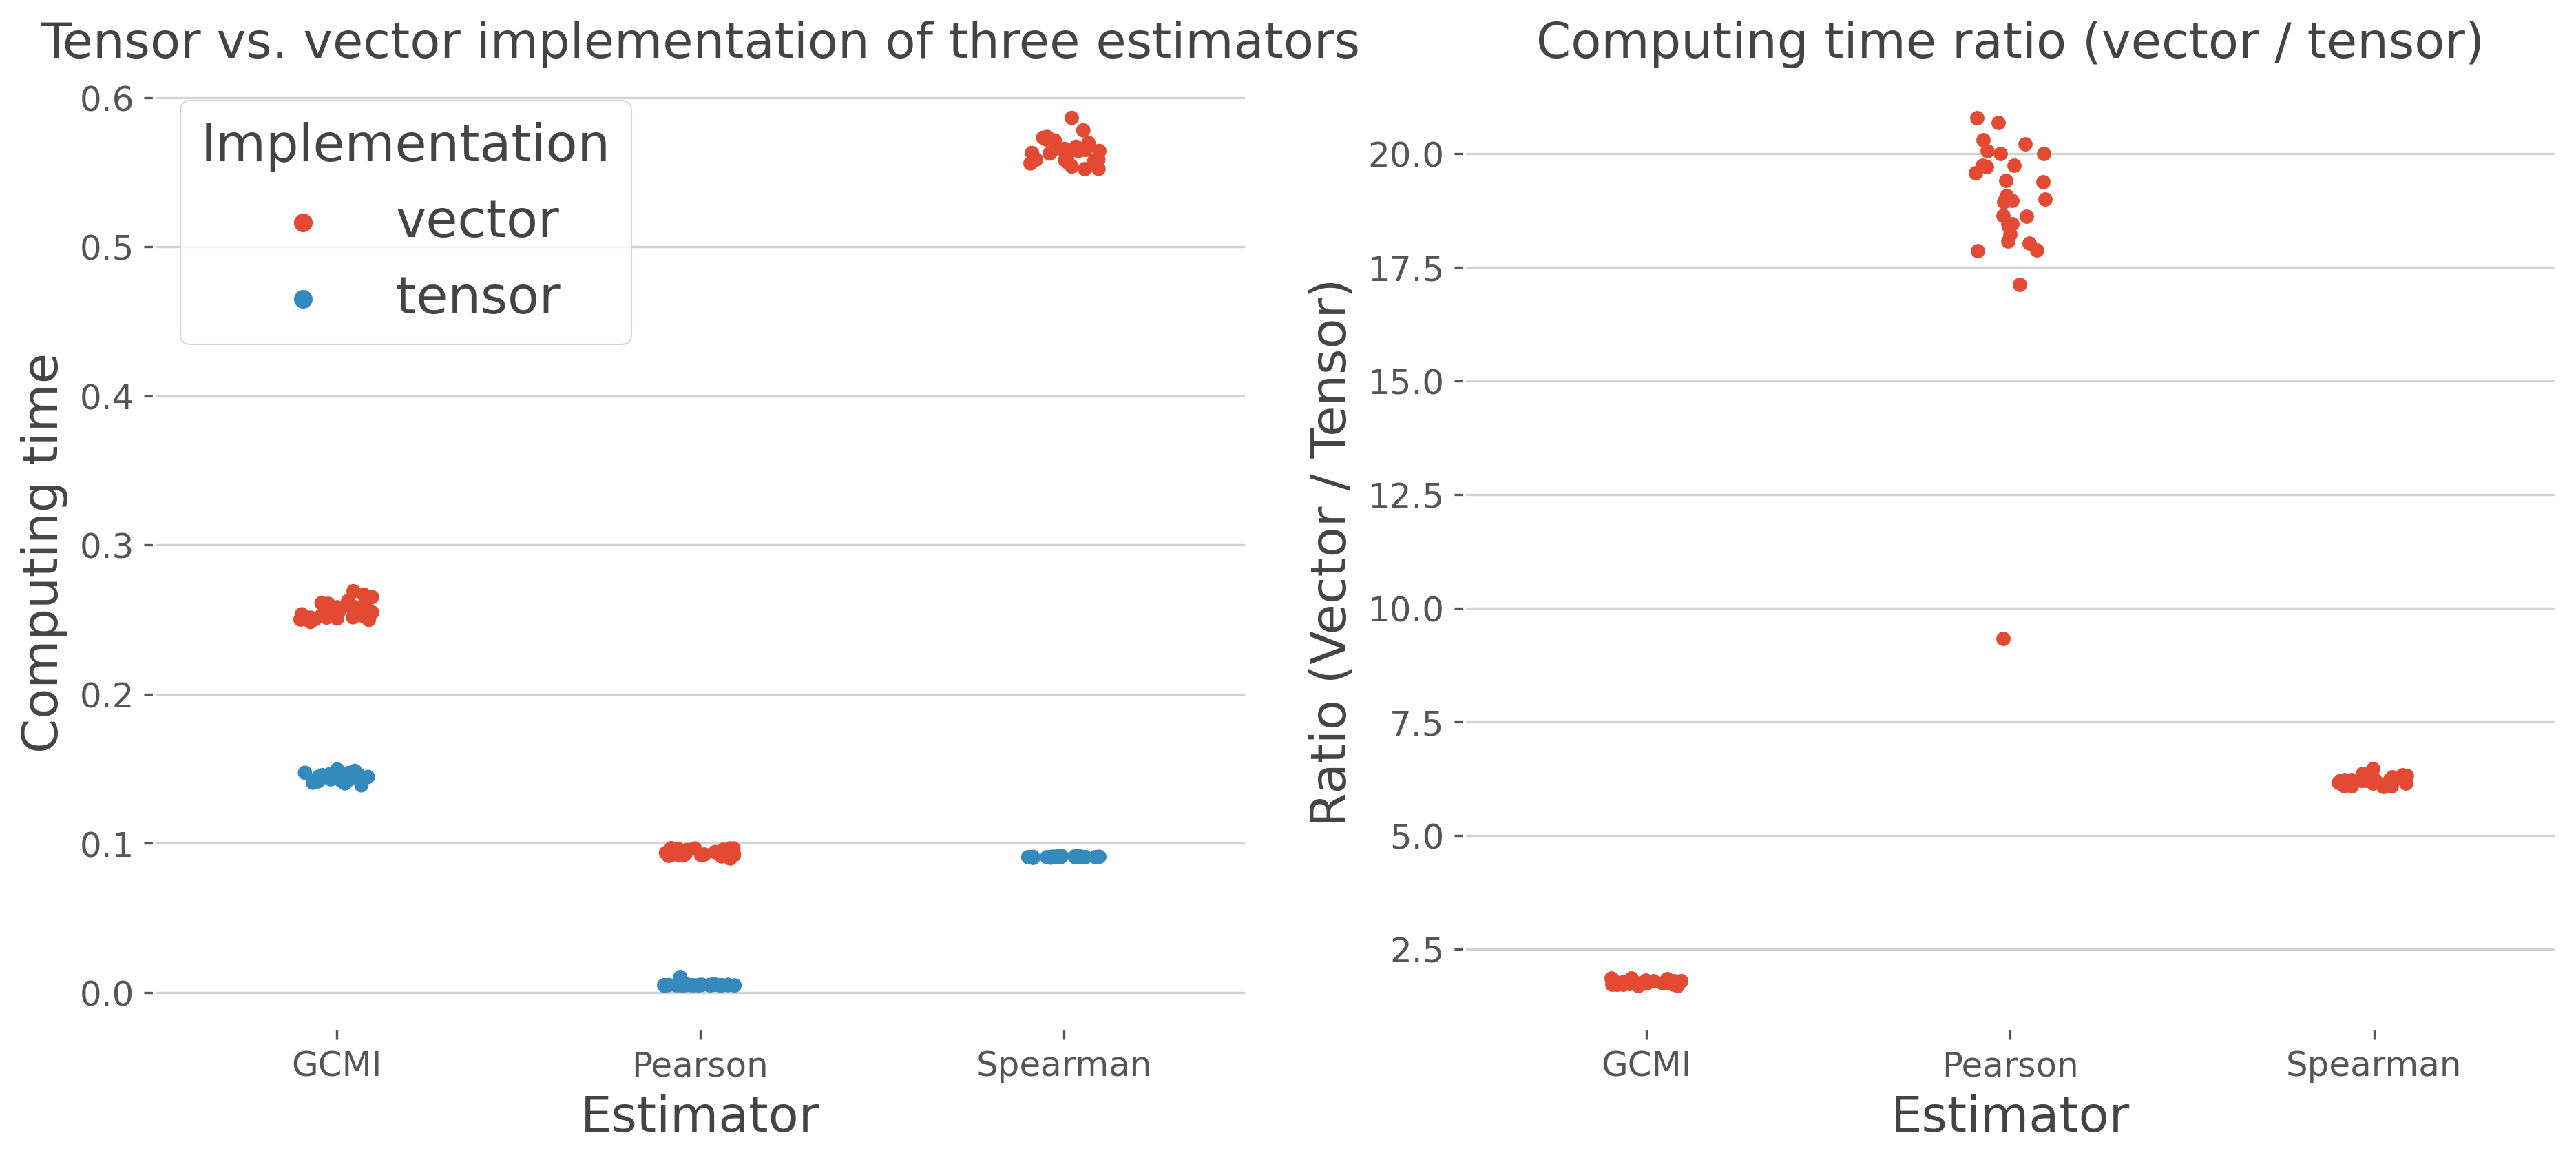 Tensor vs. vector implementation of three estimators
Implementation
vector
tensor
Computing time
0.6
0.5
0.4
0.3
0.2
0.1
0.0
GCMI
Pearson
Spearman
Estimator
Computing time ratio (vector / tensor)
Ratio (Vector / Tensor)
20.0
17.5
15.0
12.5
10.0
7.5
5.0
2.5
GCMI
Pearson
Spearman
Estimator